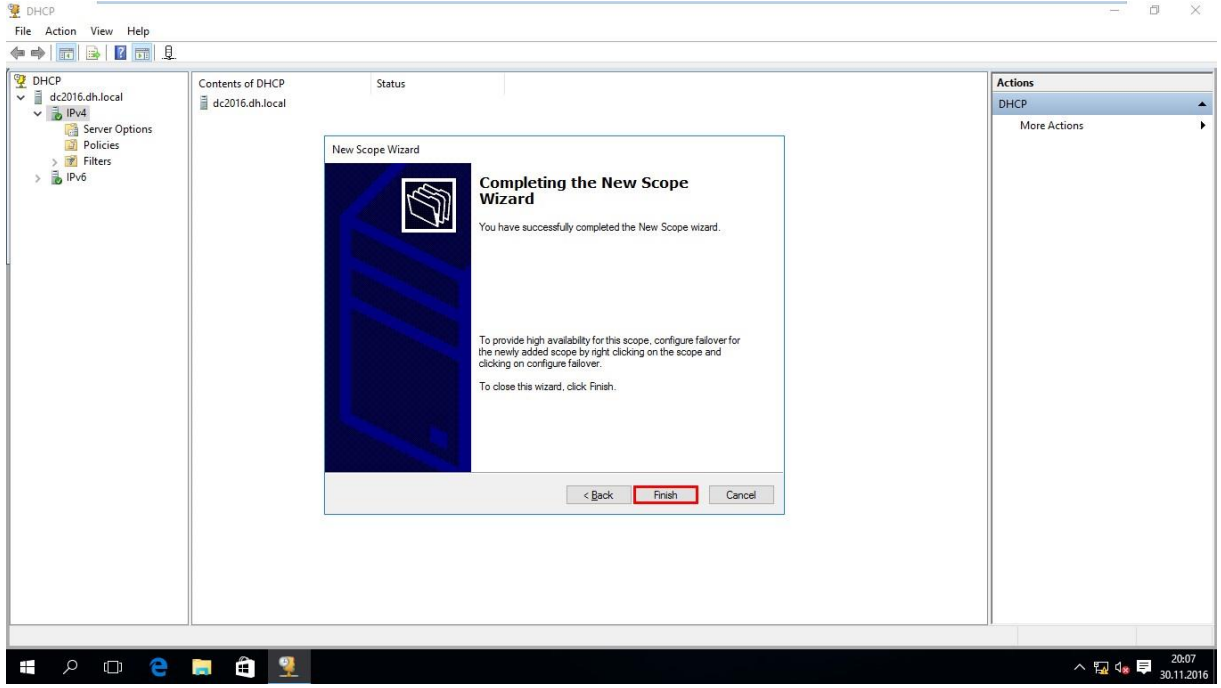 DHCP
File Action View Help
DHCP
dc2016.dh.local
IPv4
Server Options
Policies
Filters
IPv6
Contents of DHCP Status
dc2016.dh.local
New Scope Wizard
Completing the New Scope
Wizard
You have successfully completed the New Scope wizard.
To provide high availability for this scope, configure failover for
the newly added scope by right clicking on the scope and
clicking on configure failover.
To close this wizard, click Finish.
< Back Finish Cancel
Actions
DHCP
More Actions
20:07
30.11.2016